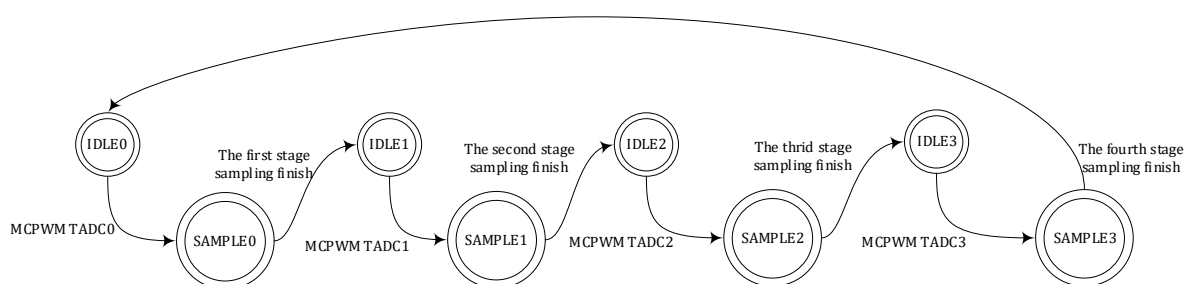 IDLE0
IDLE1
IDLE2
IDLE3
The first stage
sampling finish
The second stage
sampling finish
The thrid stage
sampling finish
The fourth stage
sampling finish
MCPWM TADC0
SAMPLE0
MCPWM TADC1
SAMPLE1
MCPWM TADC2
SAMPLE2
MCPWM TADC3
SAMPLE3